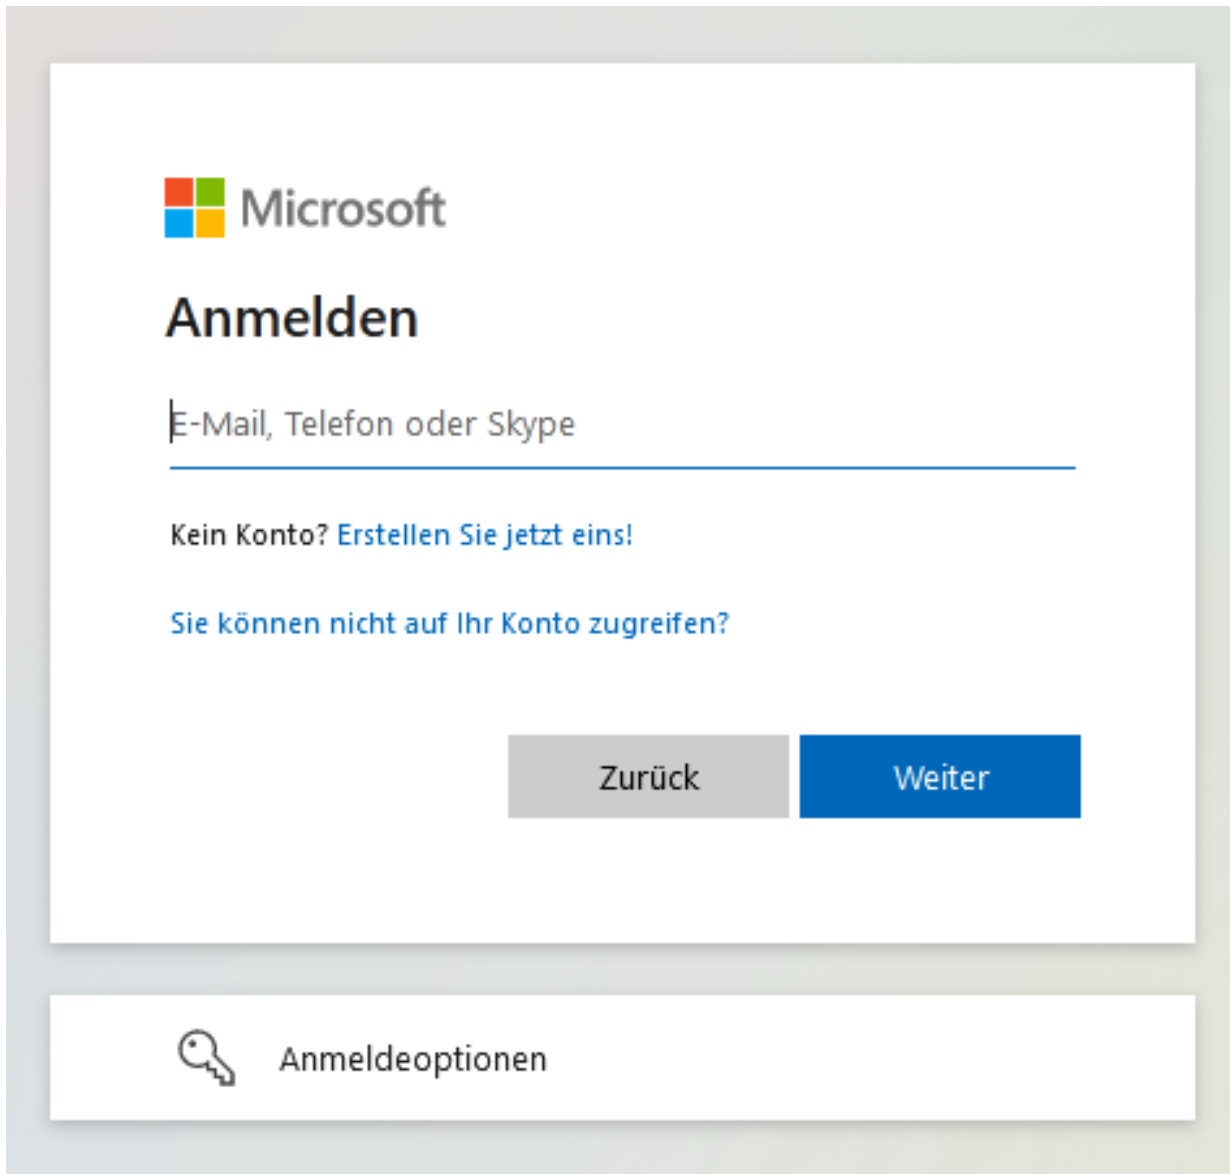 Microsoft
Anmelden
E-Mail, Telefon oder Skype
Kein Konto? Erstellen Sie jetzt eins!
Sie können nicht auf Ihr Konto zugreifen?
Zurück
Weiter
Anmeldeoptionen